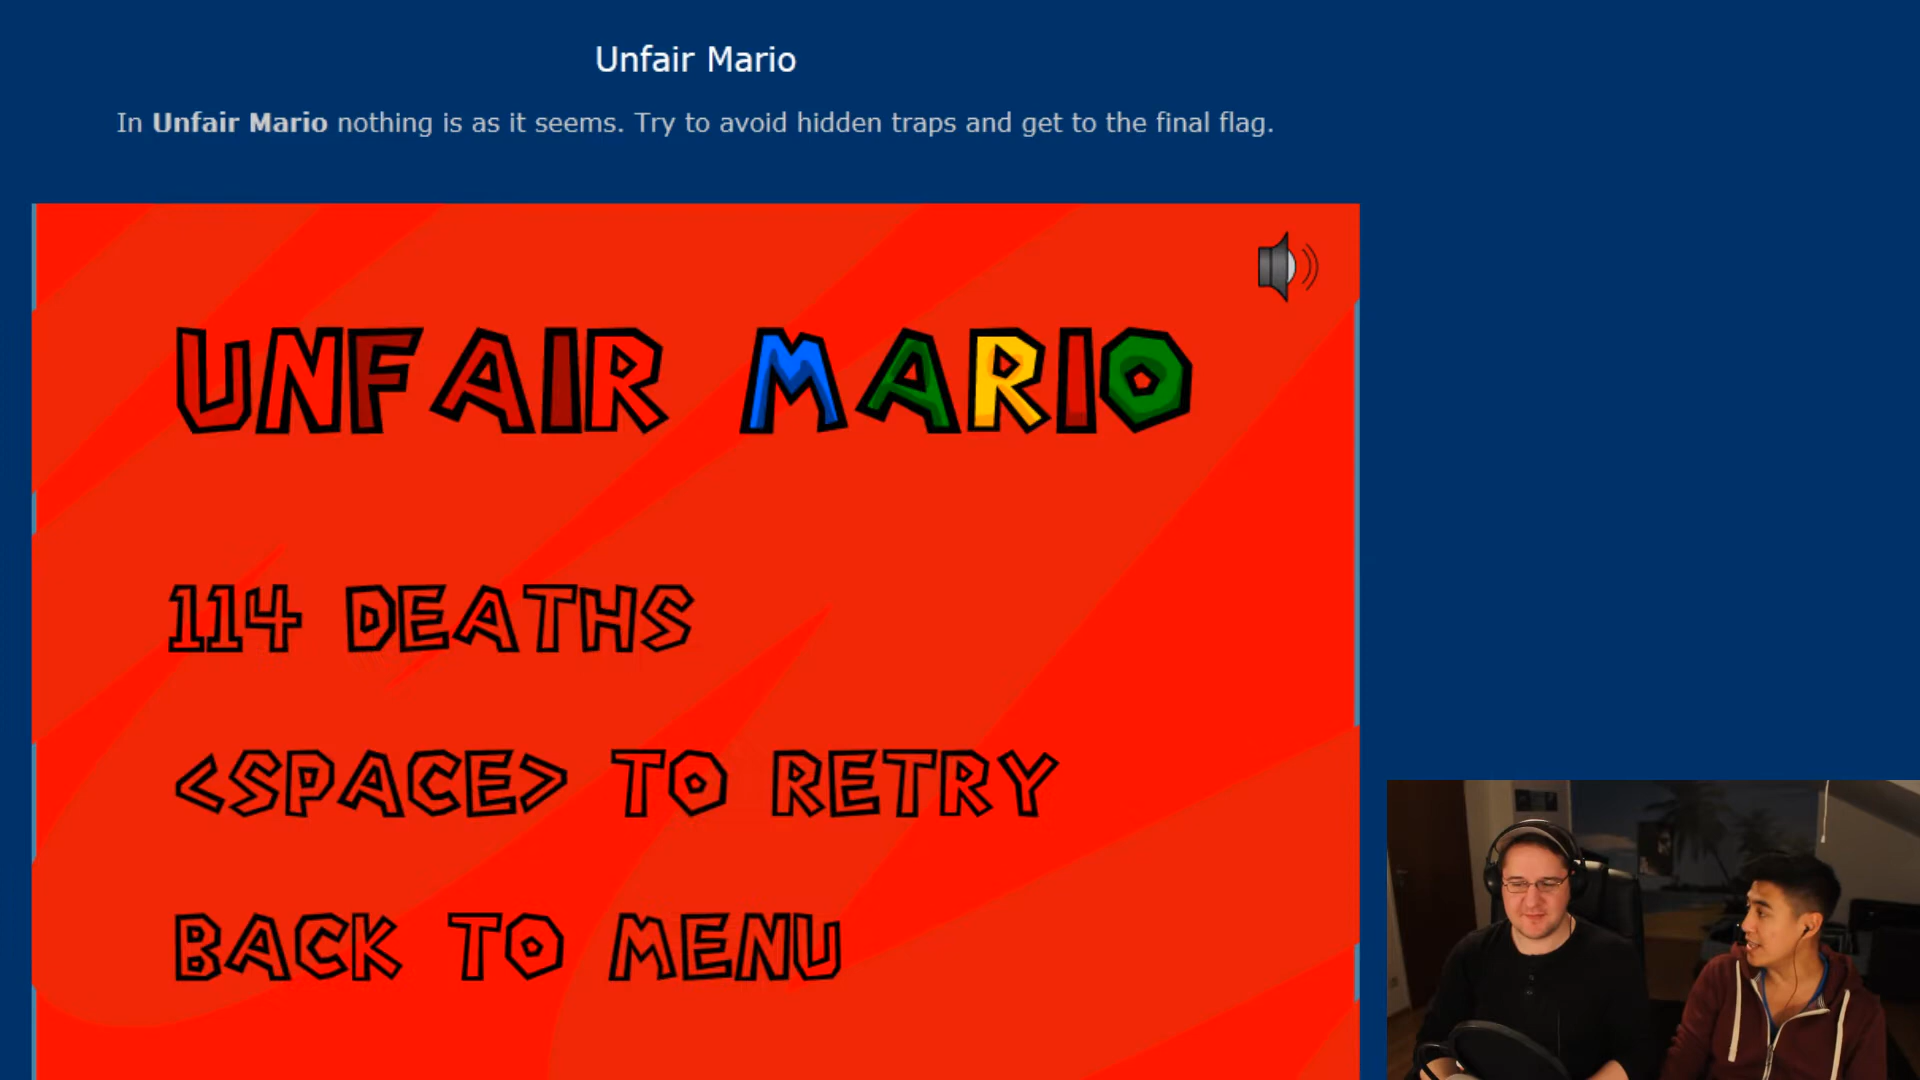 Unfair Mario
In Unfair Mario nothing is as it seems. Try to avoid hidden traps and get to the final flag.
UNFAIR MARIO
114 DEATHS
<SPACE> TO RETRY
BACK TO MENU